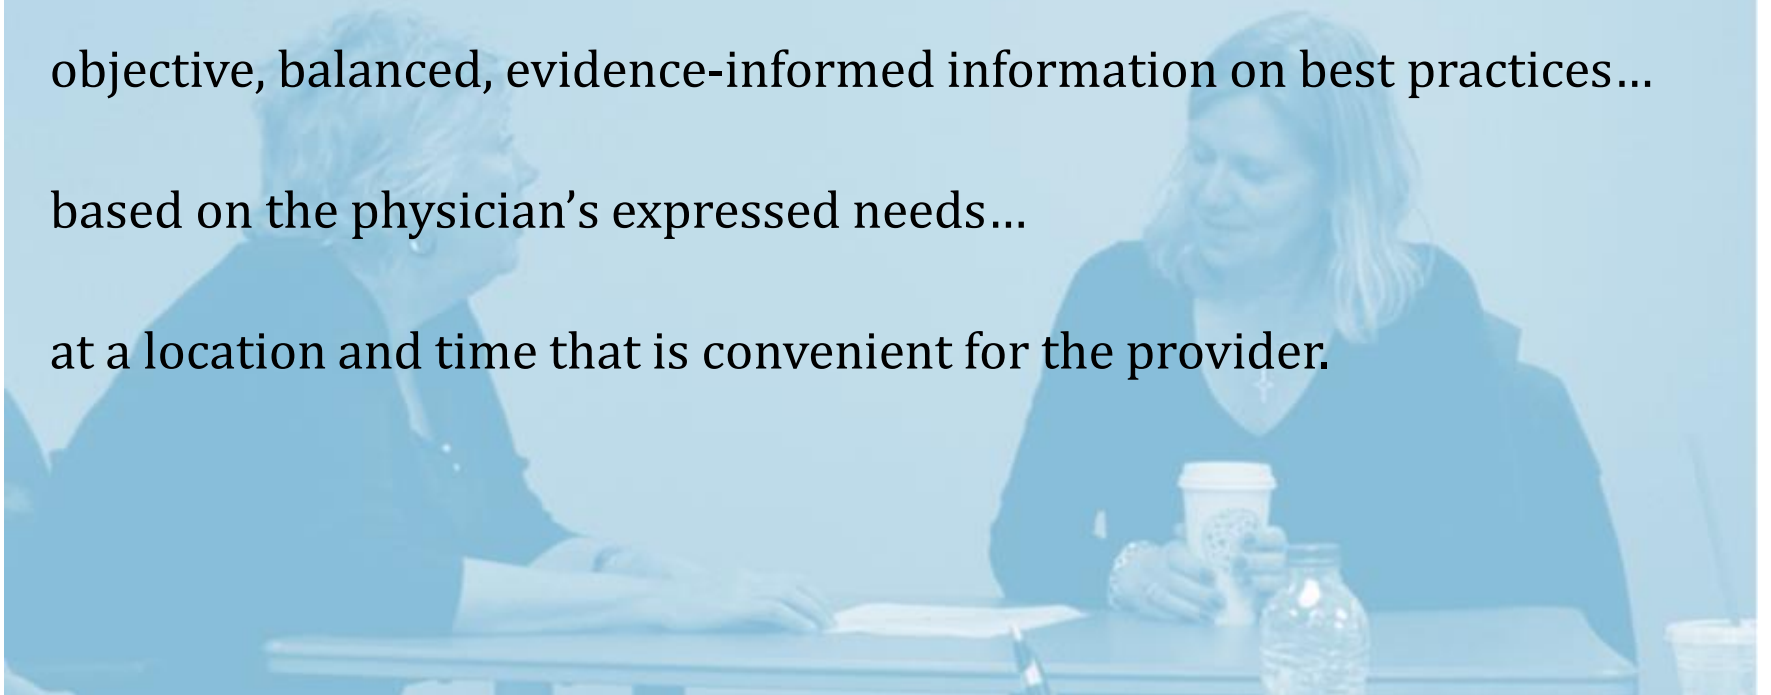 objective, balanced, evidence-informed information on best practices…
based on the physician’s expressed needs…
at a location and time that is convenient for the provider.